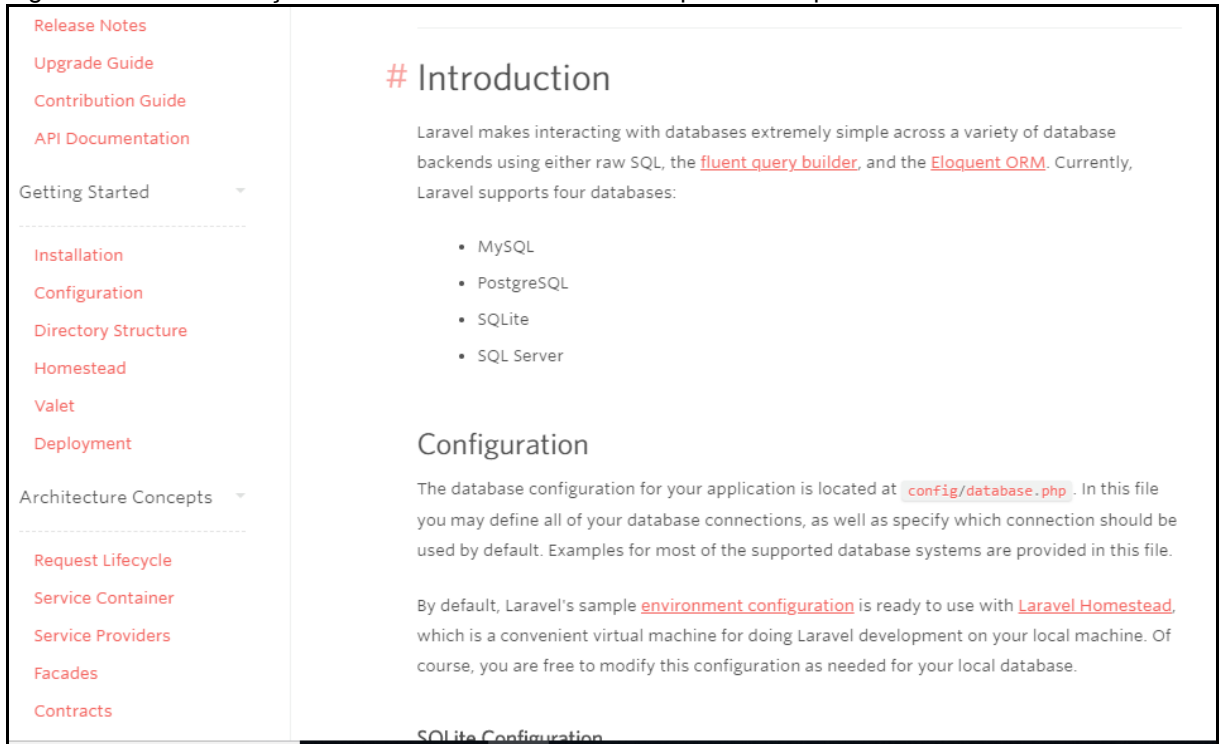 Release Notes
Upgrade Guide
Contribution Guide
API Documentation
Getting Started
Installation
Configuration
Directory Structure
Homestead
Valet
Deployment
Architecture Concepts
Request Lifecycle
Service Container
Service Providers
Facades
Contracts
# Introduction
Laravel makes interacting with databases extremely simple across a variety of database
backends using either raw SQL, the fluent query builder, and the Eloquent ORM. Currently,
Laravel supports four databases:
• MySQL
• PostgreSQL
• SQLite
• SQL Server
Configuration
The database configuration for your application is located at config/database.php . In this file
you may define all of your database connections, as well as specify which connection should be
used by default. Examples for most of the supported database systems are provided in this file.
By default, Laravel's sample environment configuration is ready to use with Laravel Homestead,
which is a convenient virtual machine for doing Laravel development on your local machine. Of
course, you are free to modify this configuration as needed for your local database.
SQLite Configuration